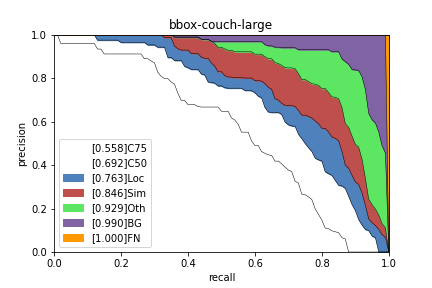 bbox-couch-large
precision
1.0
0.8
0.6
0.4
0.2
0.0
[0.558]C75
[0.692]C50
[0.763]Loc
[0.846]Sim
[0.929]Oth
[0.990]BG
[1.000]FN
0.0 0.2 0.4 0.6 0.8 1.0
recall